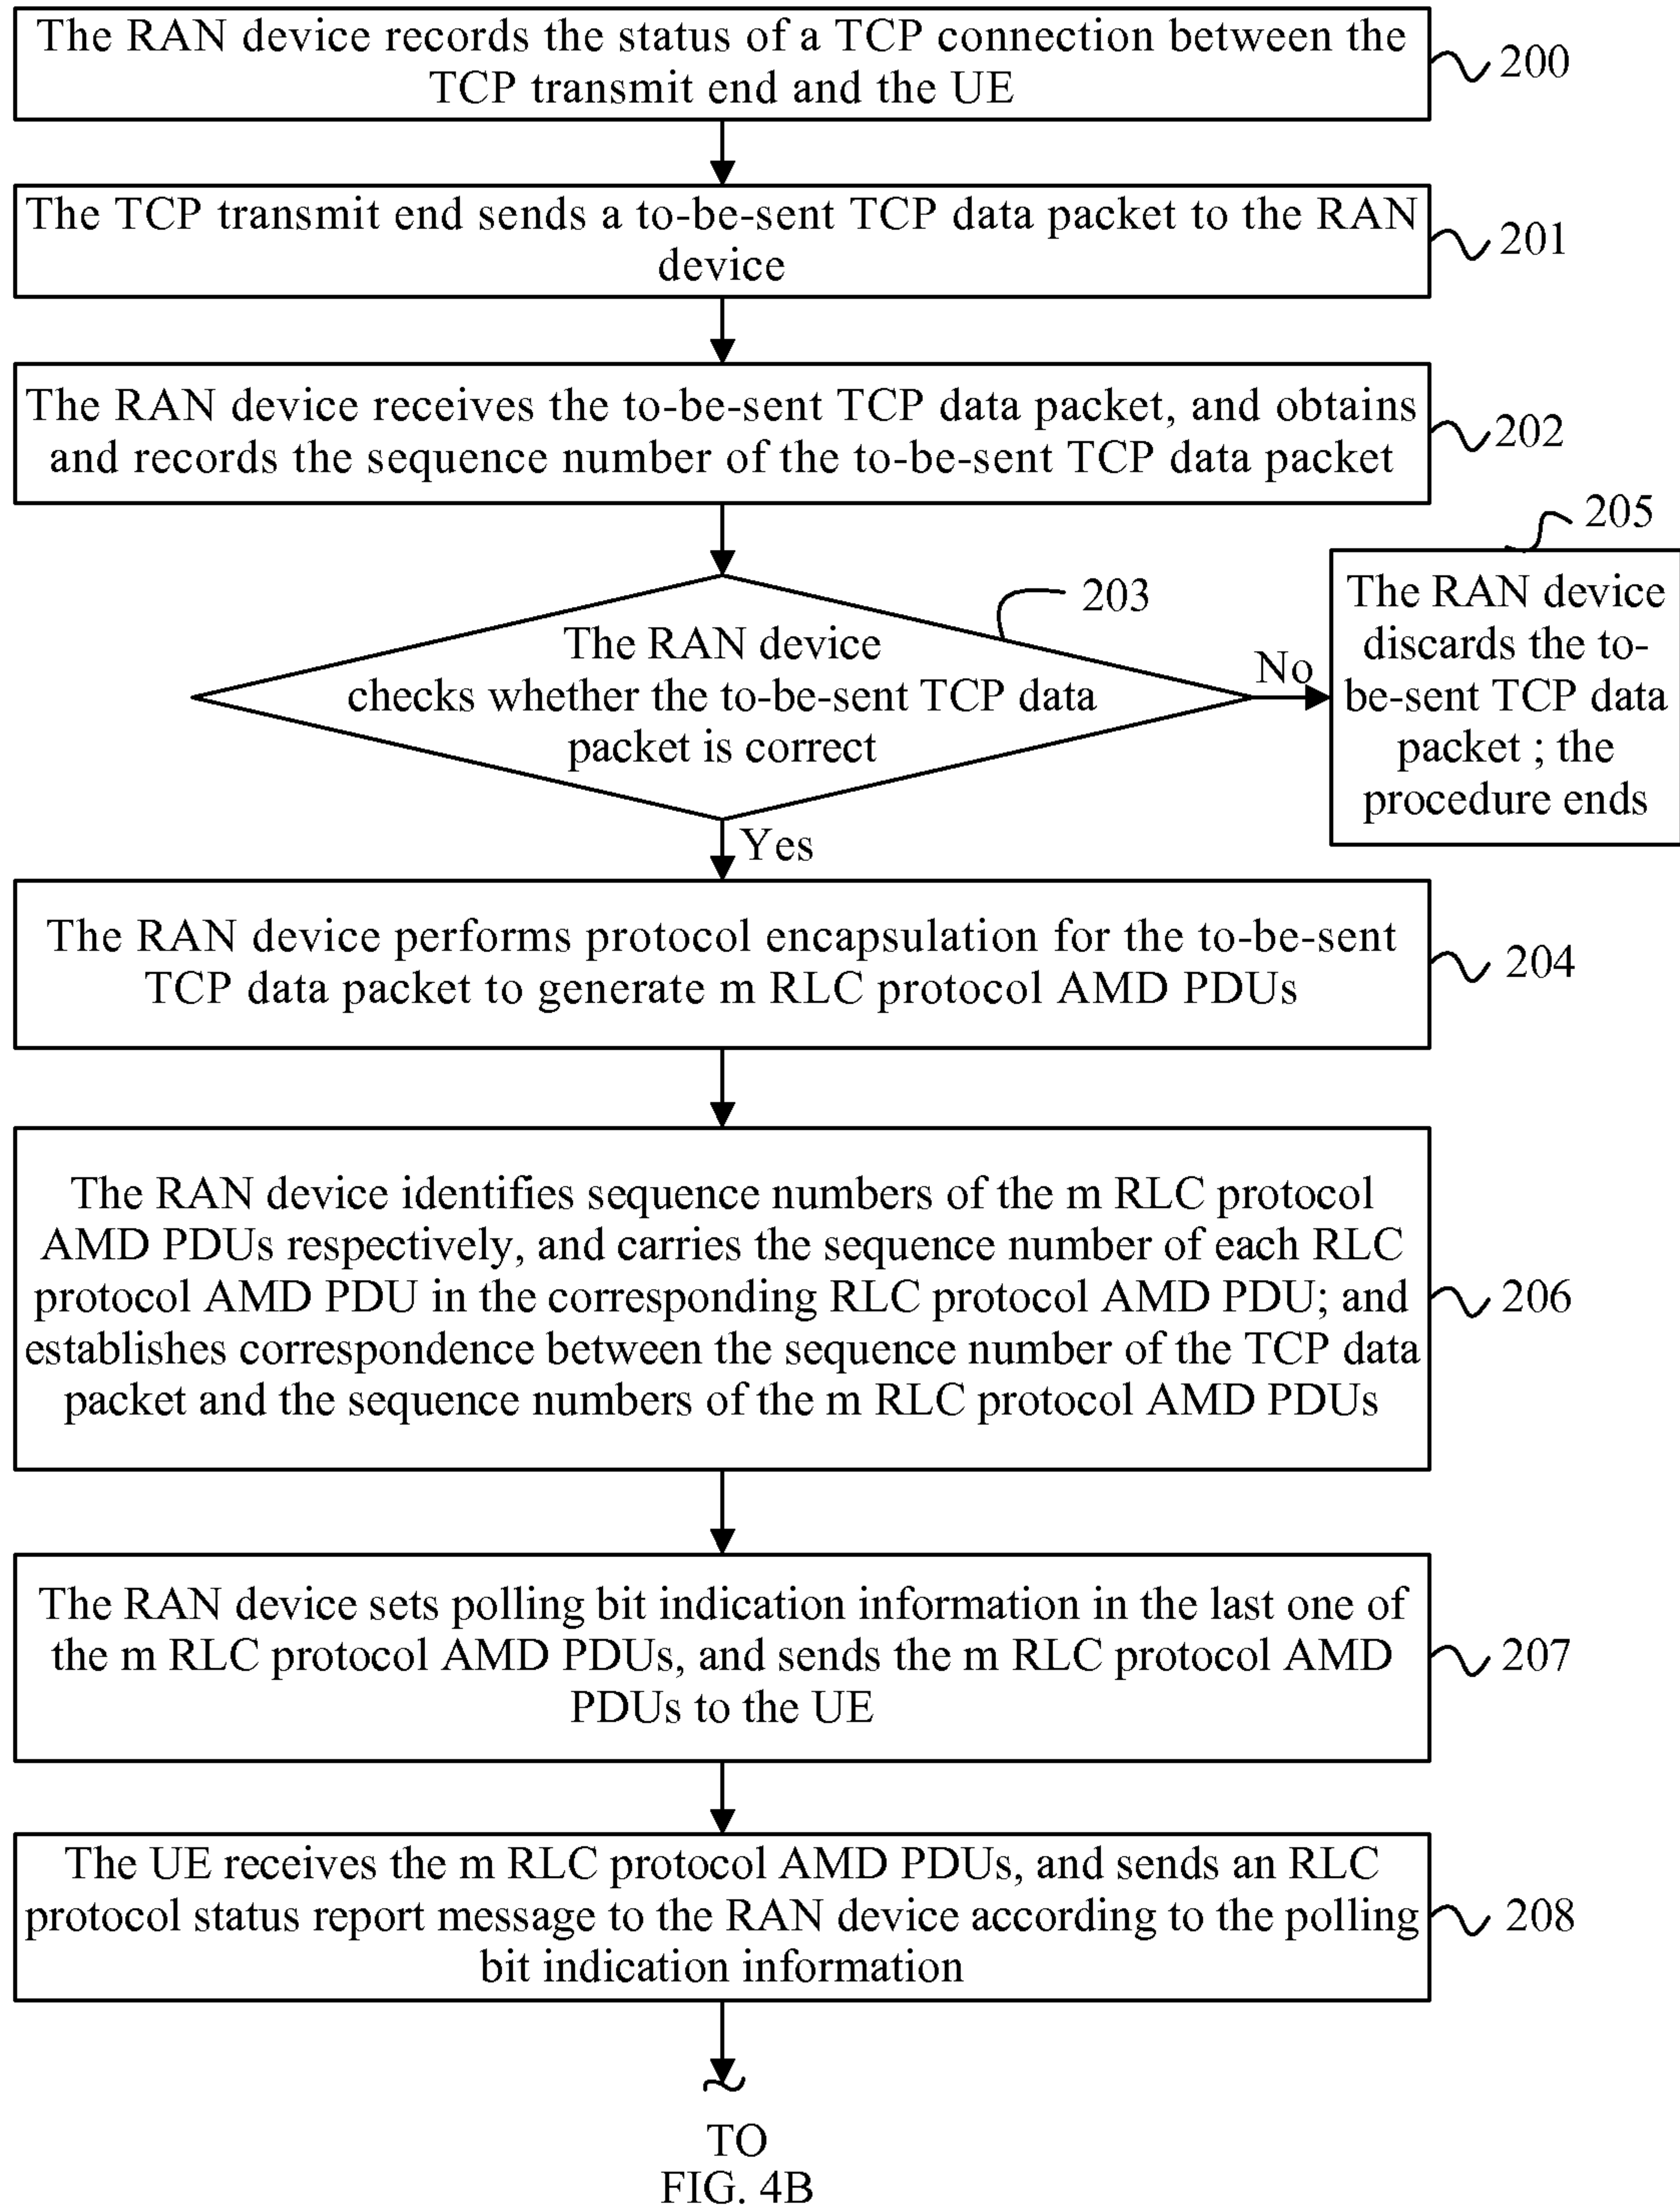 The RAN device records the status of a TCP connection between the
TCP transmit end and the UE
200
The TCP transmit end sends a to-be-sent TCP data packet to the RAN
device
201
The RAN device receives the to-be-sent TCP data packet, and obtains
and records the sequence number of the to-be-sent TCP data packet
202
203
The RAN device
checks whether the to-be-sent TCP data
packet is correct
No
205
The RAN device
discards the to-
be-sent TCP data
packet ; the
procedure ends
Yes
The RAN device performs protocol encapsulation for the to-be-sent
TCP data packet to generate m RLC protocol AMD PDUs
204
The RAN device identifies sequence numbers of the m RLC protocol
AMD PDUs respectively, and carries the sequence number of each RLC
protocol AMD PDU in the corresponding RLC protocol AMD PDU; and
establishes correspondence between the sequence number of the TCP data
packet and the sequence numbers of the m RLC protocol AMD PDUs
206
The RAN device sets polling bit indication information in the last one of
the m RLC protocol AMD PDUs, and sends the m RLC protocol AMD
PDUs to the UE
207
The UE receives the m RLC protocol AMD PDUs, and sends an RLC
protocol status report message to the RAN device according to the polling
bit indication information
208
TO
FIG. 4B